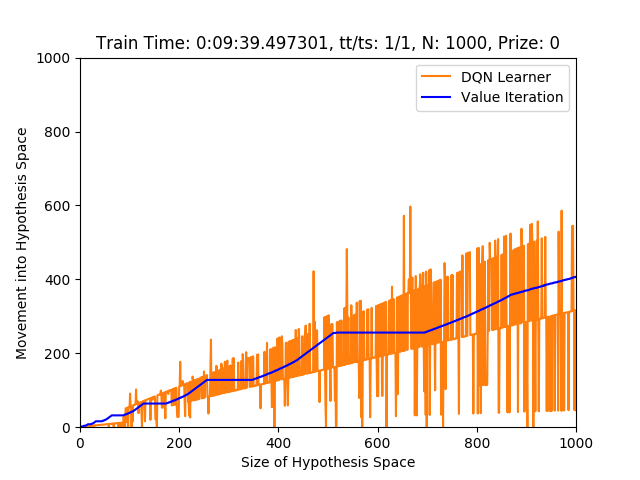 Train Time: 0:09:39.497301, tt/ts: 1/1, N: 1000, Prize: 0
DQN Learner
Value Iteration
Movement into Hypothesis Space
1000
800
600
400
200
0
0 200 400 600 800 1000
Size of Hypothesis Space